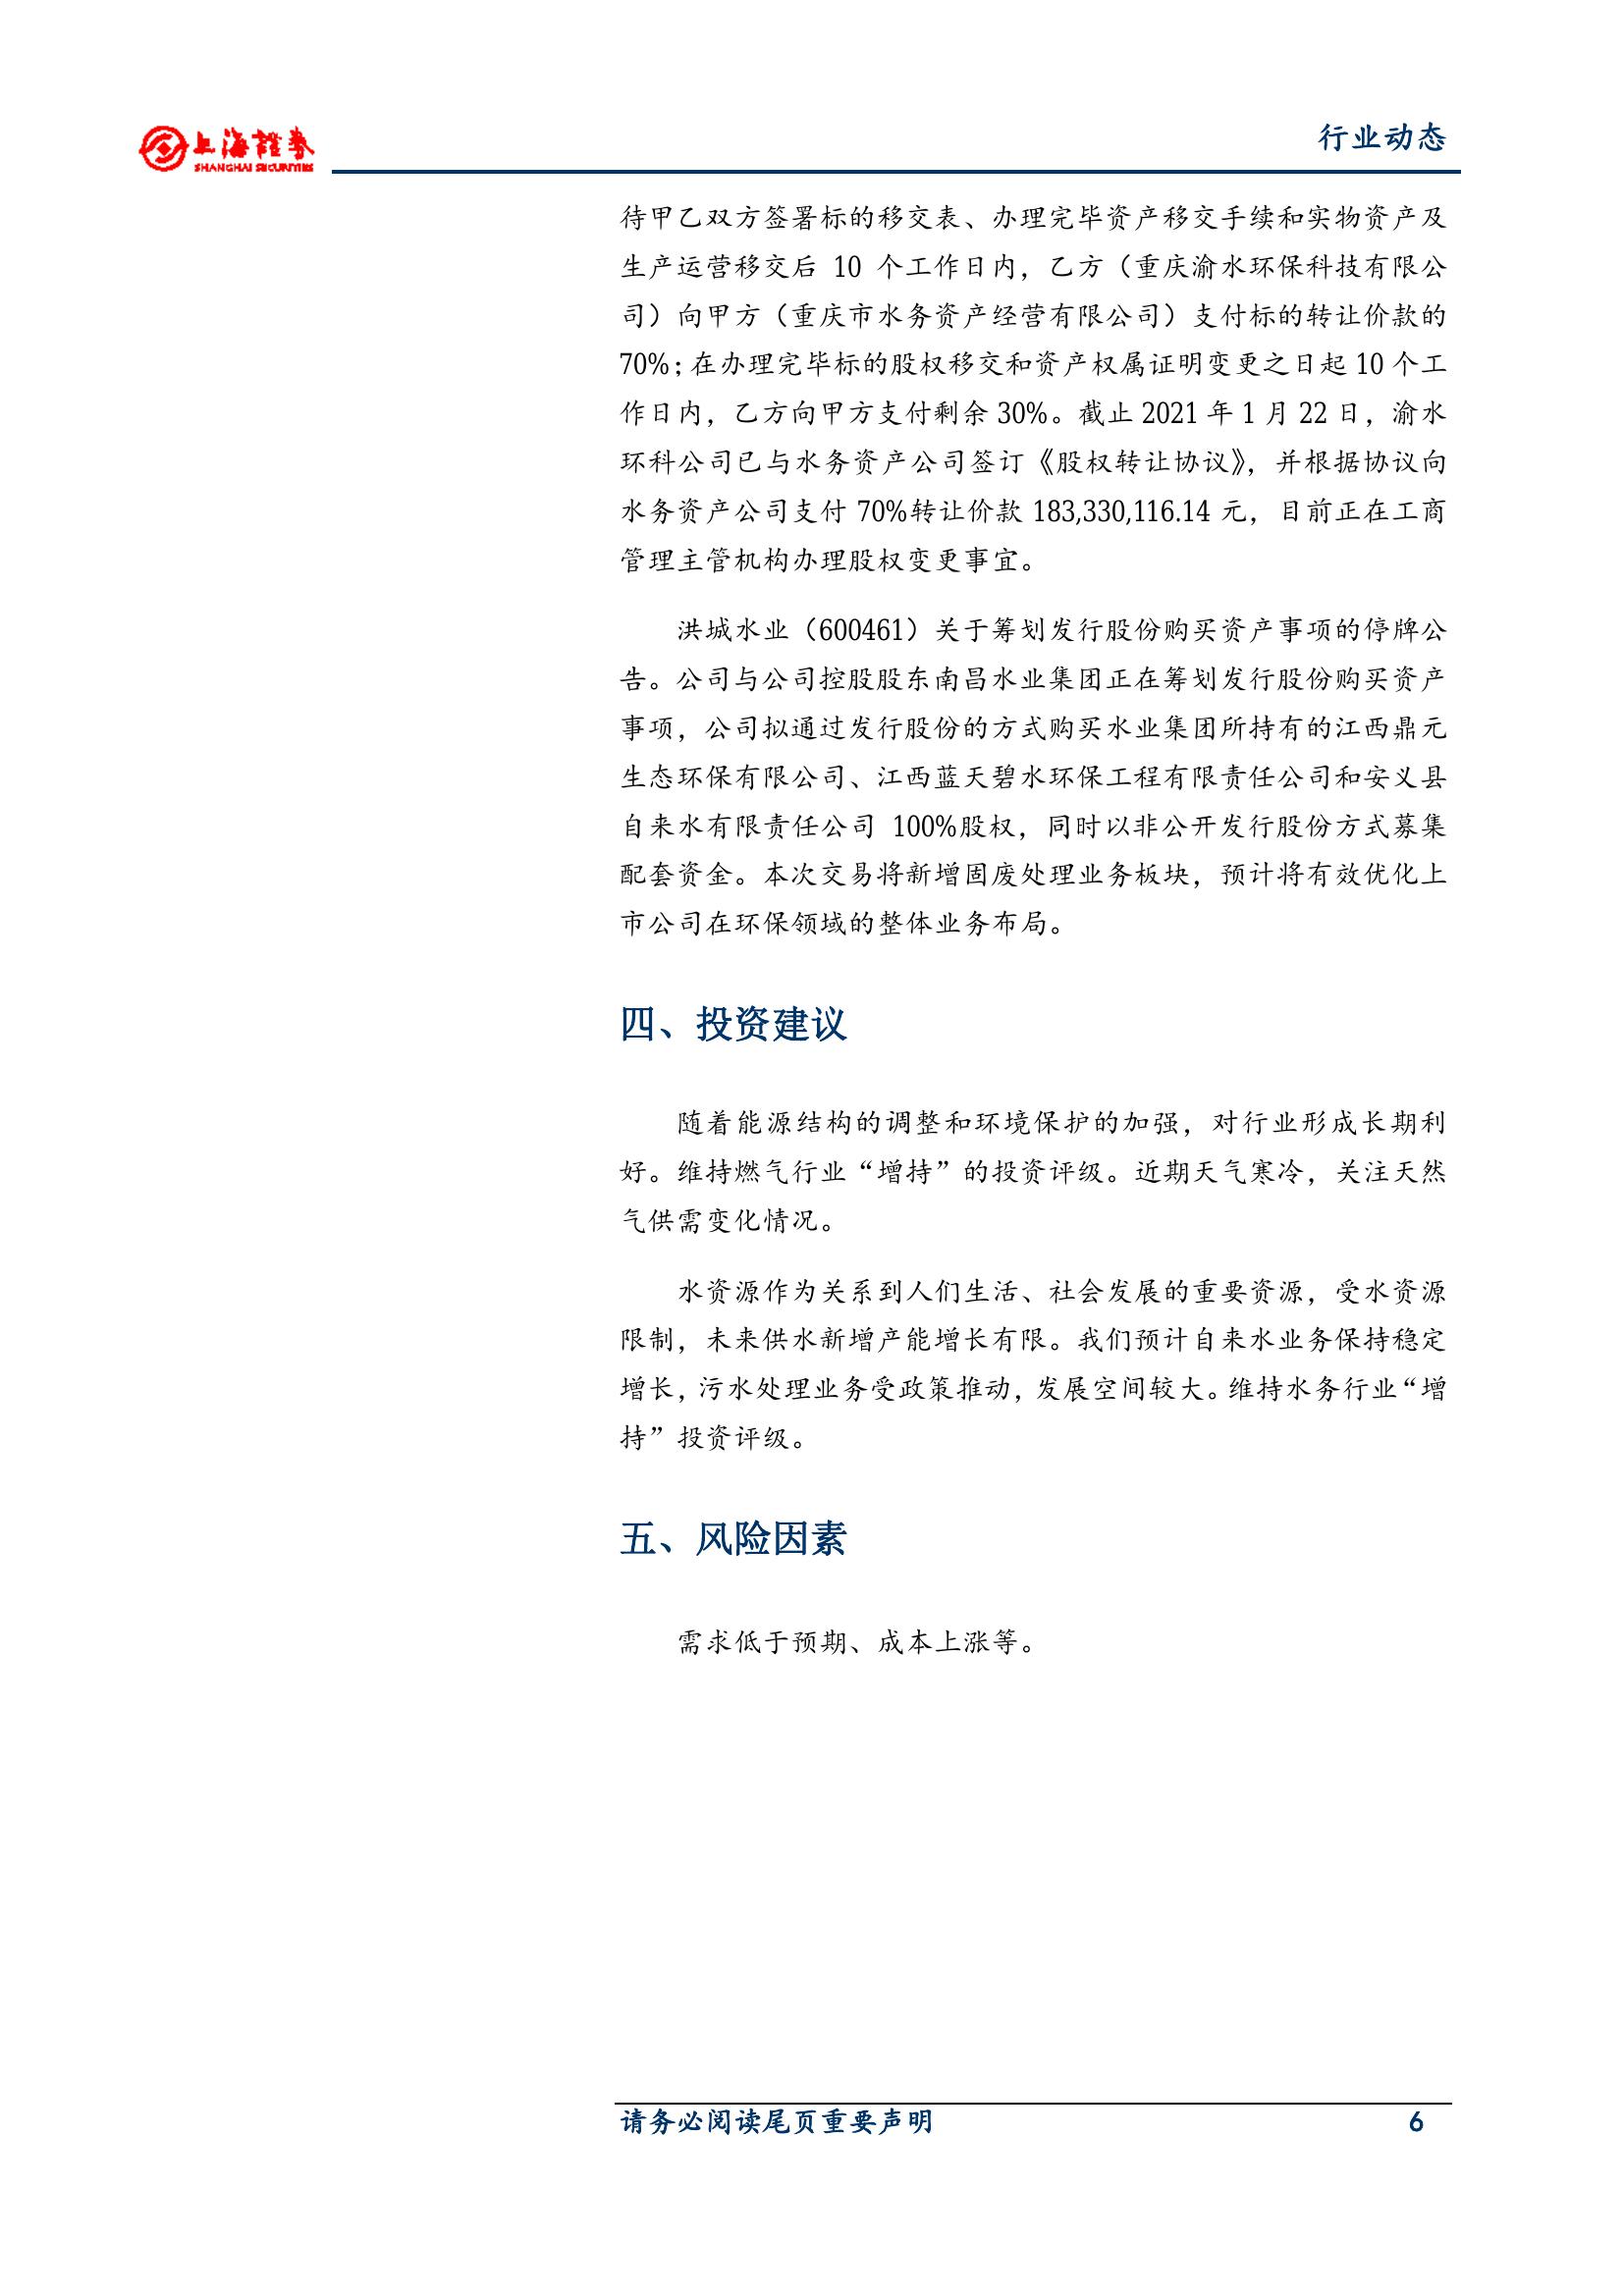 上海證券
SHANGHAI SECURITIES
行业动态
待甲乙双方签署标的移交表、办理完毕资产移交手续和实物资产及
生产运营移交后 10 个工作日内，乙方（重庆渝水环保科技有限公
司）向甲方（重庆市水务资产经营有限公司）支付标的转让价款的
70%；在办理完毕标的股权移交和资产权属证明变更之日起 10 个工
作日内，乙方向甲方支付剩余 30%。截止 2021 年 1 月 22 日，渝水
环科公司已与水务资产公司签订《股权转让协议》，并根据协议向
水务资产公司支付 70%转让价款 183,330,116.14 元，目前正在工商
管理主管机构办理股权变更事宜。
洪城水业（600461）关于筹划发行股份购买资产事项的停牌公
告。公司与公司控股股东南昌水业集团正在筹划发行股份购买资产
事项，公司拟通过发行股份的方式购买水业集团所持有的江西鼎元
生态环保有限公司、江西蓝天碧水环保工程有限责任公司和安义县
自来水有限责任公司 100%股权，同时以非公开发行股份方式募集
配套资金。本次交易将新增固废处理业务板块，预计将有效优化上
市公司在环保领域的整体业务布局。
四、投资建议
随着能源结构的调整和环境保护的加强，对行业形成长期利
好。维持燃气行业“增持”的投资评级。近期天气寒冷，关注天然
气供需变化情况。
水资源作为关系到人们生活、社会发展的重要资源，受水资源
限制，未来供水新增产能增长有限。我们预计自来水业务保持稳定
增长，污水处理业务受政策推动，发展空间较大。维持水务行业“增
持”投资评级。
五、风险因素
需求低于预期、成本上涨等。
请务必阅读尾页重要声明 6